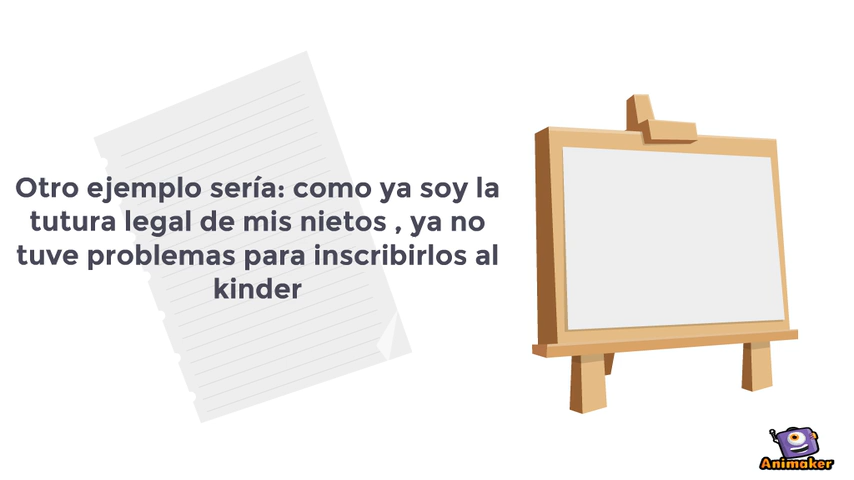 Otro ejemplo sería: como ya soy la
tutura legal de mis nietos , ya no
tuve problemas para inscribirlos al
kinder
Animaker